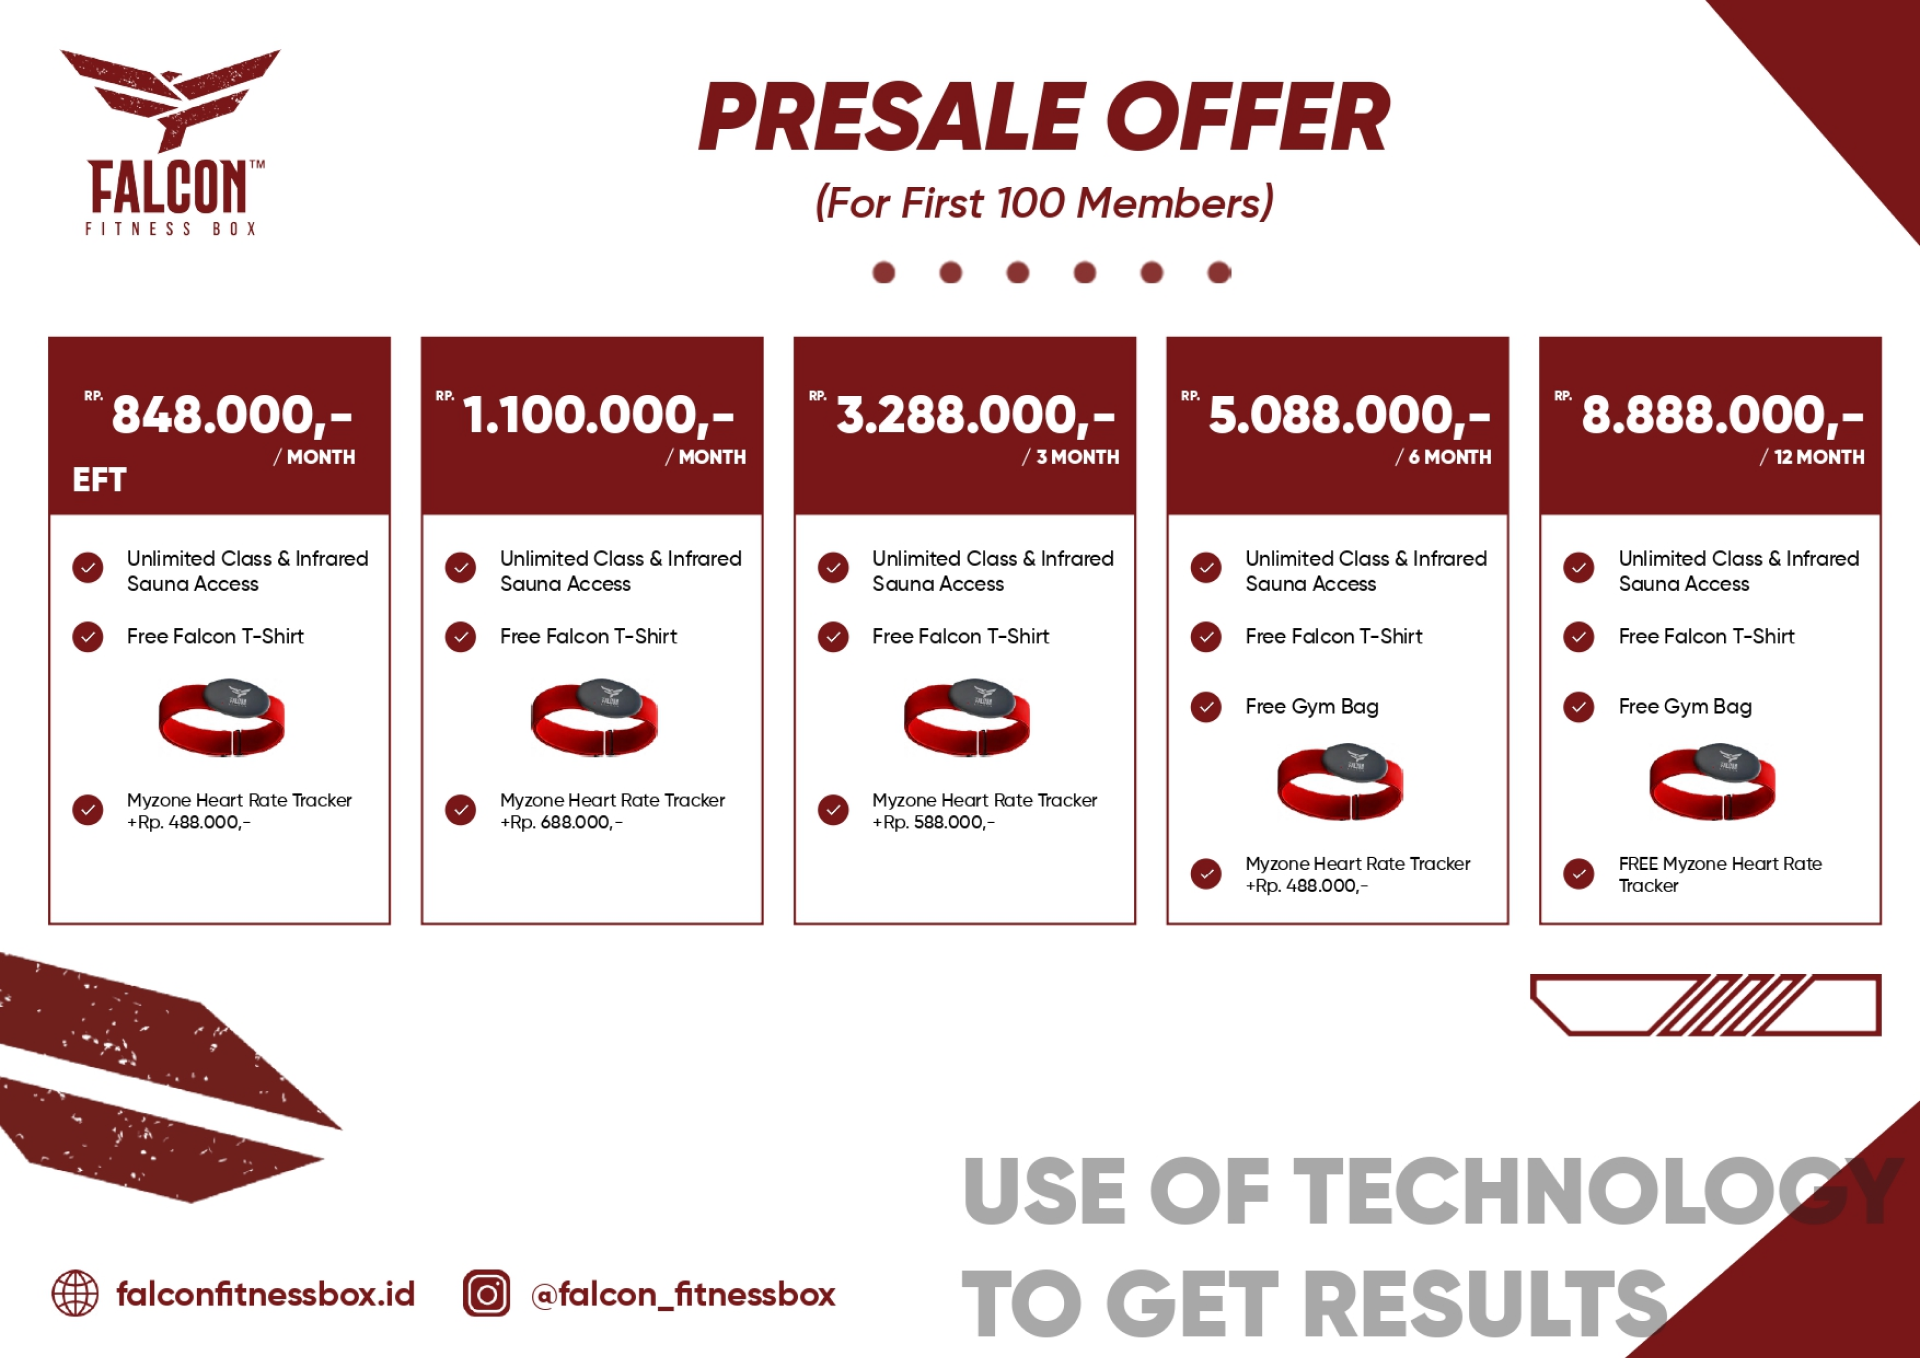 FALCON™
FITNESS BOX
PRESALE OFFER
(For First 100 Members)
RP. 848.000,-
/ MONTH
EFT
Unlimited Class & Infrared
Sauna Access
Free Falcon T-Shirt
FALCON
Myzone Heart Rate Tracker
+Rp. 488.000,-
RP. 1.100.000,-
/ MONTH
Unlimited Class & Infrared
Sauna Access
Free Falcon T-Shirt
FALCON
Myzone Heart Rate Tracker
+Rp. 688.000,-
RP. 3.288.000,-
/ 3 MONTH
Unlimited Class & Infrared
Sauna Access
Free Falcon T-Shirt
FALCON
Myzone Heart Rate Tracker
+Rp. 588.000,-
RP. 5.088.000,-
/ 6 MONTH
Unlimited Class & Infrared
Sauna Access
Free Falcon T-Shirt
Free Gym Bag
FALCON
Myzone Heart Rate Tracker
+Rp. 488.000,-
RP. 8.888.000,-
/ 12 MONTH
Unlimited Class & Infrared
Sauna Access
Free Falcon T-Shirt
Free Gym Bag
FALCON
FREE Myzone Heart Rate
Tracker
USE OF TECHNOLOGY
TO GET RESULTS
falconfitnessbox.id
@falcon_fitnessbox